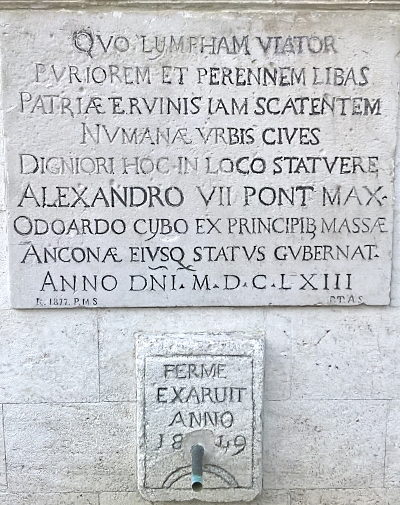 QVO LUMPHAM VIATOR
PVRIOREM ET PERENNEM LIBAS
PATRIÆ ERVINIS IAM SCATENTEM
NVMANÆ VRBIS CIVES
DIGNIORI HOC IN LOCO STATVERE
ALEXANDRO VII PONT MAX.
ODOARDO CYBO EX PRINCIPIB MASSÆ
ANCONÆ EIVSQ STATVS GVBERNAT.
ANNO DNI. M.D.C.LXIII
R. 1877. P.M S
P.T.A.S
FERME
EXARUIT
ANNO
1849